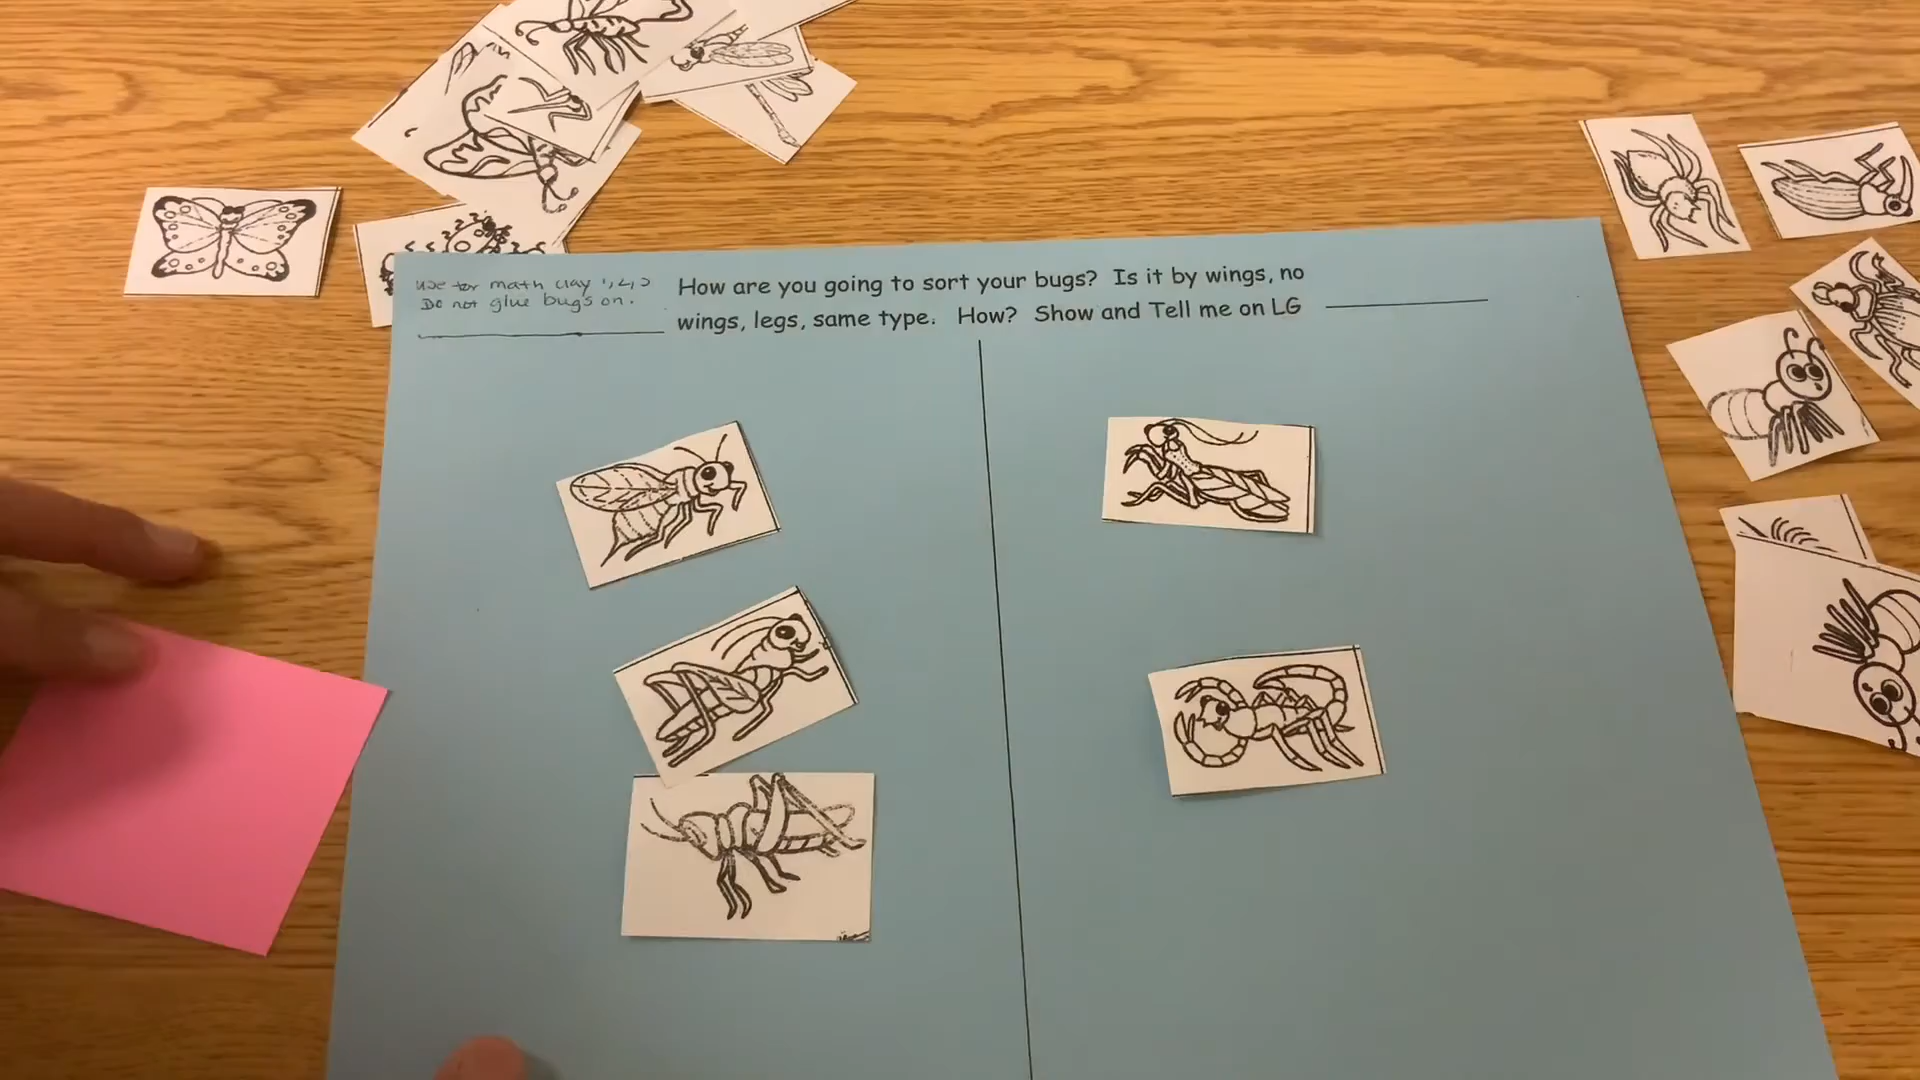 Use for math day 1, 2, 3
Do not glue bugs on.
How are you going to sort your bugs? Is it by wings, no
wings, legs, same type. How? Show and Tell me on LG